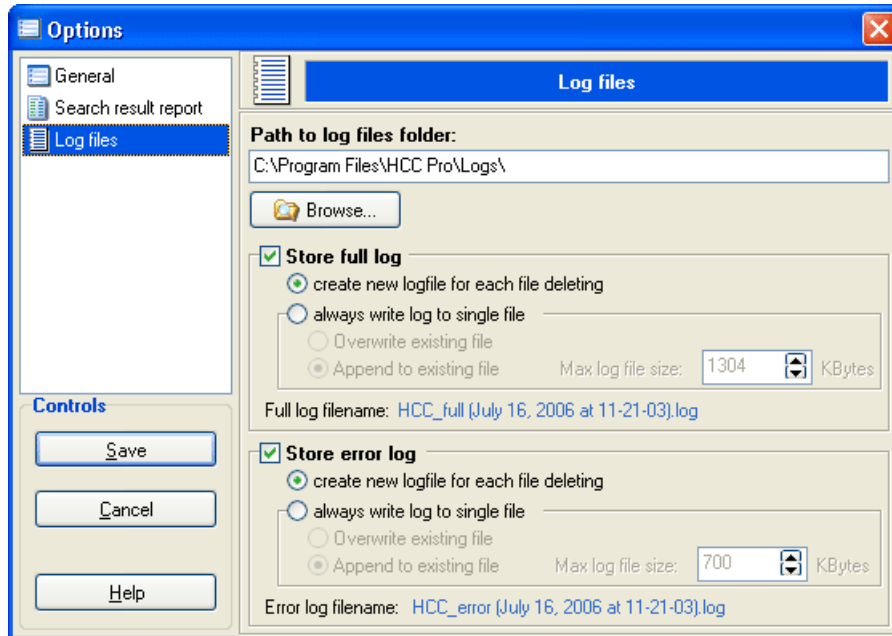 Options
General
Search result report
Log files
Log files
Path to log files folder:
C:\Program Files\HCC Pro\Logs\
Browse...
Store full log
create new logfile for each file deleting
always write log to single file
Overwrite existing file
Append to existing file Max log file size: 1304 KBytes
Full log filename: HCC_full (July 16, 2006 at 11-21-03).log
Store error log
create new logfile for each file deleting
always write log to single file
Overwrite existing file
Append to existing file Max log file size: 700 KBytes
Error log filename: HCC_error (July 16, 2006 at 11-21-03).log
Controls
Save
Cancel
Help